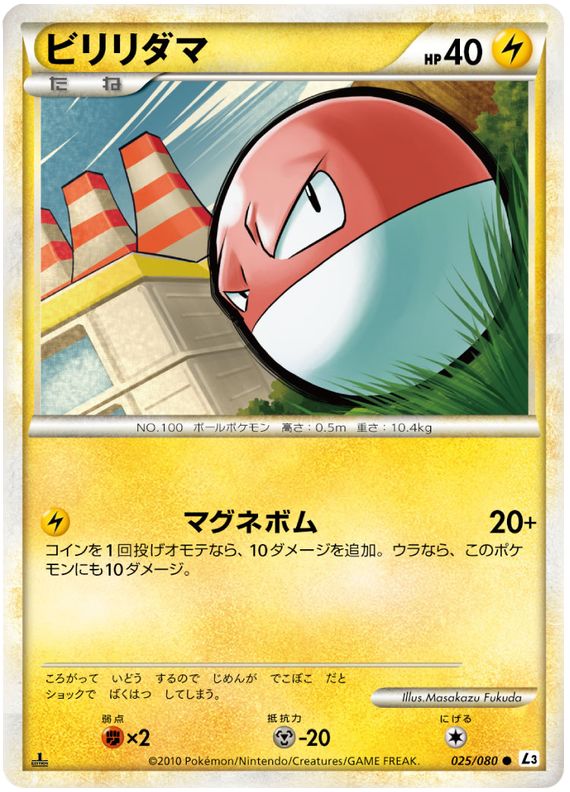 ビリリダマ
HP40
たね
NO.100 ボールポケモン 高さ：0.5m 重さ：10.4kg
マグネボム 20+
コインを1回投げオモテなら、10ダメージを追加。ウラなら、このポケ
モンにも10ダメージ。
ころがって いどう するので じめんが でこぼこ だと
ショックで ばくはつ してしまう。
Illus.Masakazu Fukuda
弱点 抵抗力 にげる
×2 -20
1 EDITION ©2010 Pokémon/Nintendo/Creatures/GAME FREAK. 025/080 ● L3